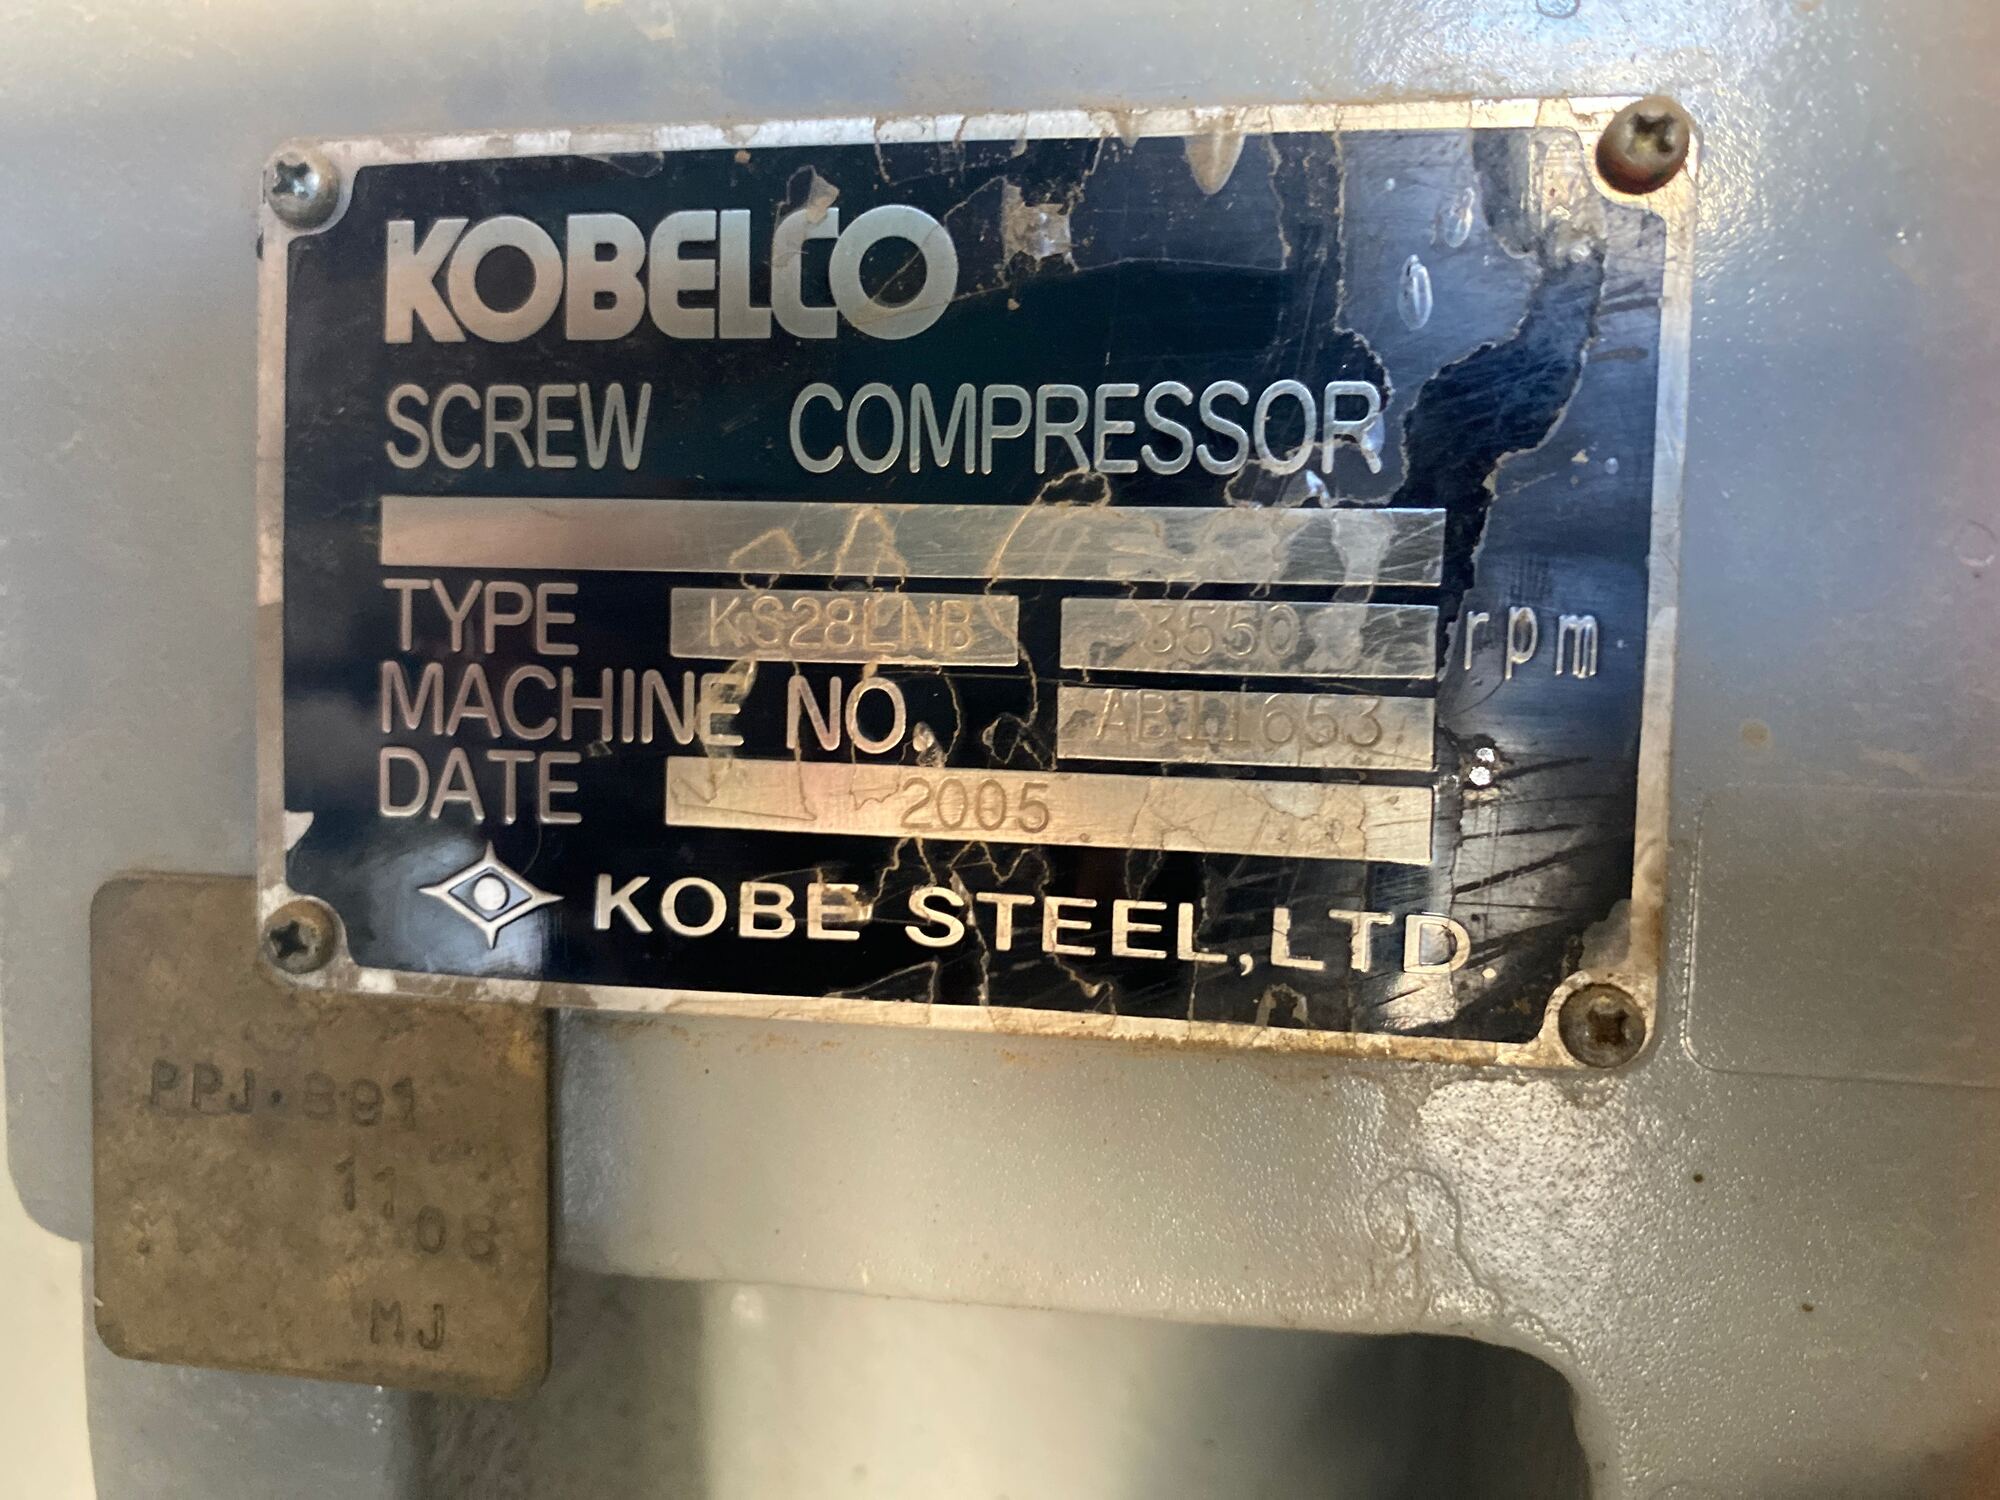 KOBELCO
SCREW COMPRESSOR
TYPE KS28LNB 3550 rpm
MACHINE NO. AB11653
DATE 2005
KOBE STEEL, LTD.
PPJ.891
11
08
MJ